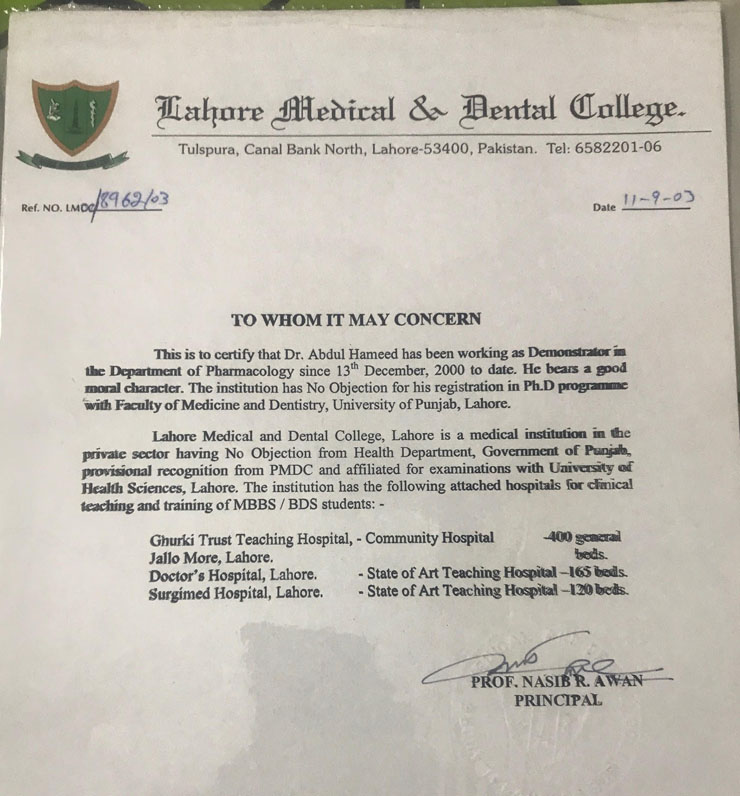 Lahore Medical & Dental College.
Tulspura, Canal Bank North, Lahore-53400, Pakistan. Tel: 6582201-06
Ref. NO. LMDC/8962/03 Date 11-9-03
TO WHOM IT MAY CONCERN
This is to certify that Dr. Abdul Hameed has been working as Demonstrator in
the Department of Pharmacology since 13th December, 2000 to date. He bears a good
moral character. The institution has No Objection for his registration in Ph.D programme
with Faculty of Medicine and Dentistry, University of Punjab, Lahore.
Lahore Medical and Dental College, Lahore is a medical institution in the
private sector having No Objection from Health Department, Government of Punjab,
provisional recognition from PMDC and affiliated for examinations with University of
Health Sciences, Lahore. The institution has the following attached hospitals for clinical
teaching and training of MBBS / BDS students: -
Ghurki Trust Teaching Hospital, - Community Hospital -400 general
Jallo More, Lahore. beds.
Doctor's Hospital, Lahore. - State of Art Teaching Hospital –165 beds.
Surgimed Hospital, Lahore. - State of Art Teaching Hospital –120 beds.
PROF. NASIB R. AWAN
PRINCIPAL